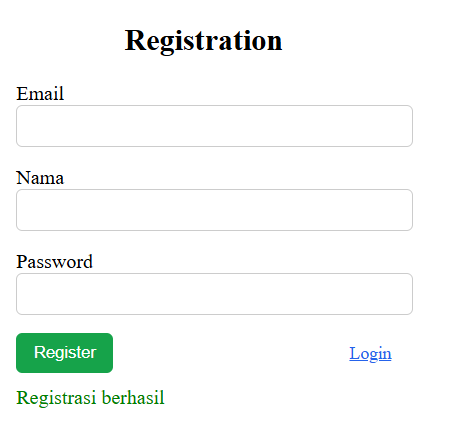 Registration
Email
Nama
Password
Register
Login
Registrasi berhasil